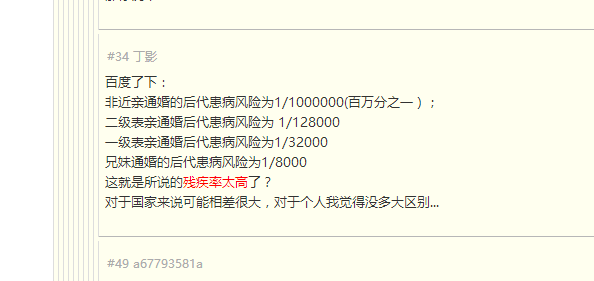 #34 丁影
百度了下：
非近亲通婚的后代患病风险为1/1000000(百万分之一）；
二级表亲通婚后代患病风险为 1/128000
一级表亲通婚后代患病风险为1/32000
兄妹通婚的后代患病风险为1/8000
这就是所说的残疾率太高了？
对于国家来说可能相差很大，对于个人我觉得没多大区别...
#49 a67793581a